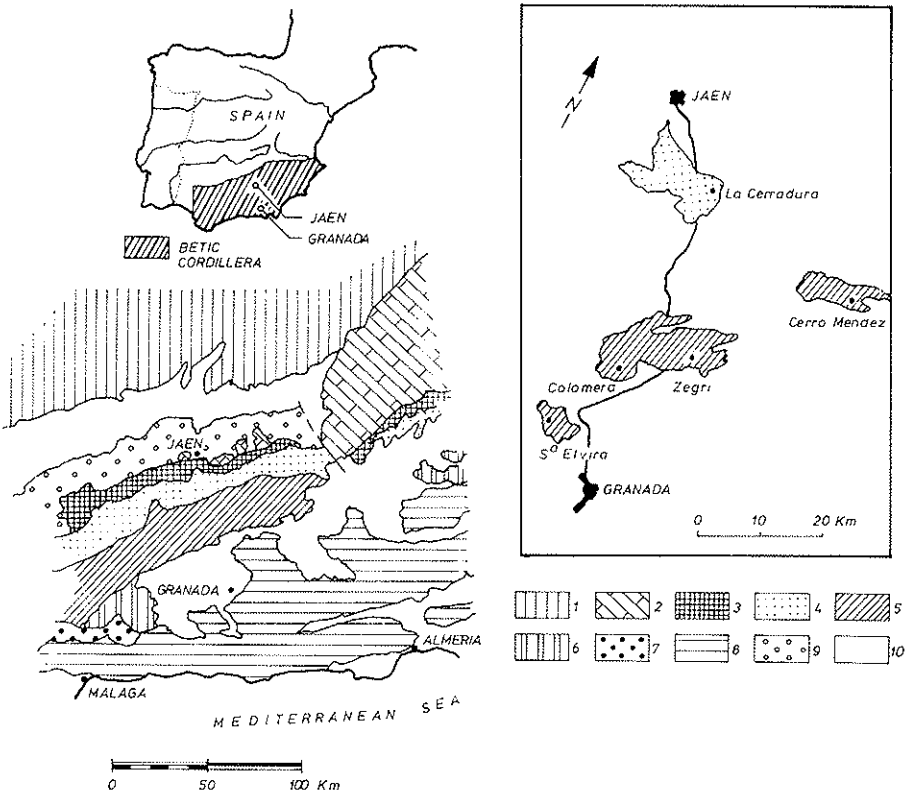 SPAIN
JAEN
GRANADA
BETIC
CORDILLERA
JAEN
GRANADA
ALMERIA
MALAGA
MEDITERRANEAN SEA
0 50 100 Km
N
JAEN
La Cerradura
Cerro Mendez
Colomera
Zegri
Sª Elvira
GRANADA
0 10 20 Km
1 2 3 4 5
6 7 8 9 10